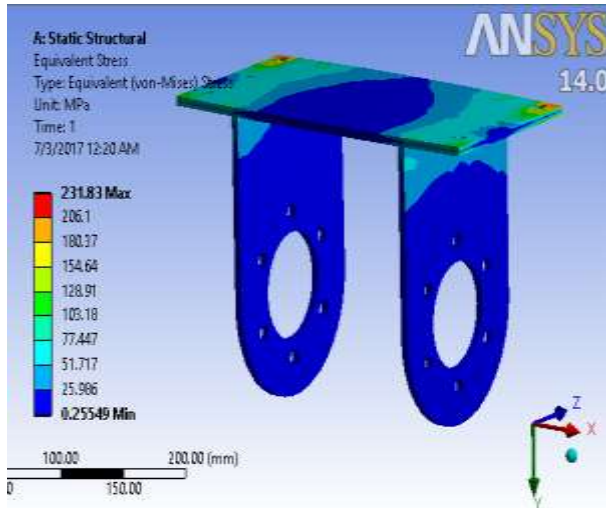 A: Static Structural
Equivalent Stress
Type: Equivalent (von-Mises) Stress
Unit: MPa
Time: 1
7/3/2017 12:20 AM
ANSYS
14.0
231.83 Max
206.1
180.37
154.64
128.91
103.18
77.447
51.717
25.986
0.25549 Min
100.00
200.00 (mm)
0
150.00
Z
X
Y